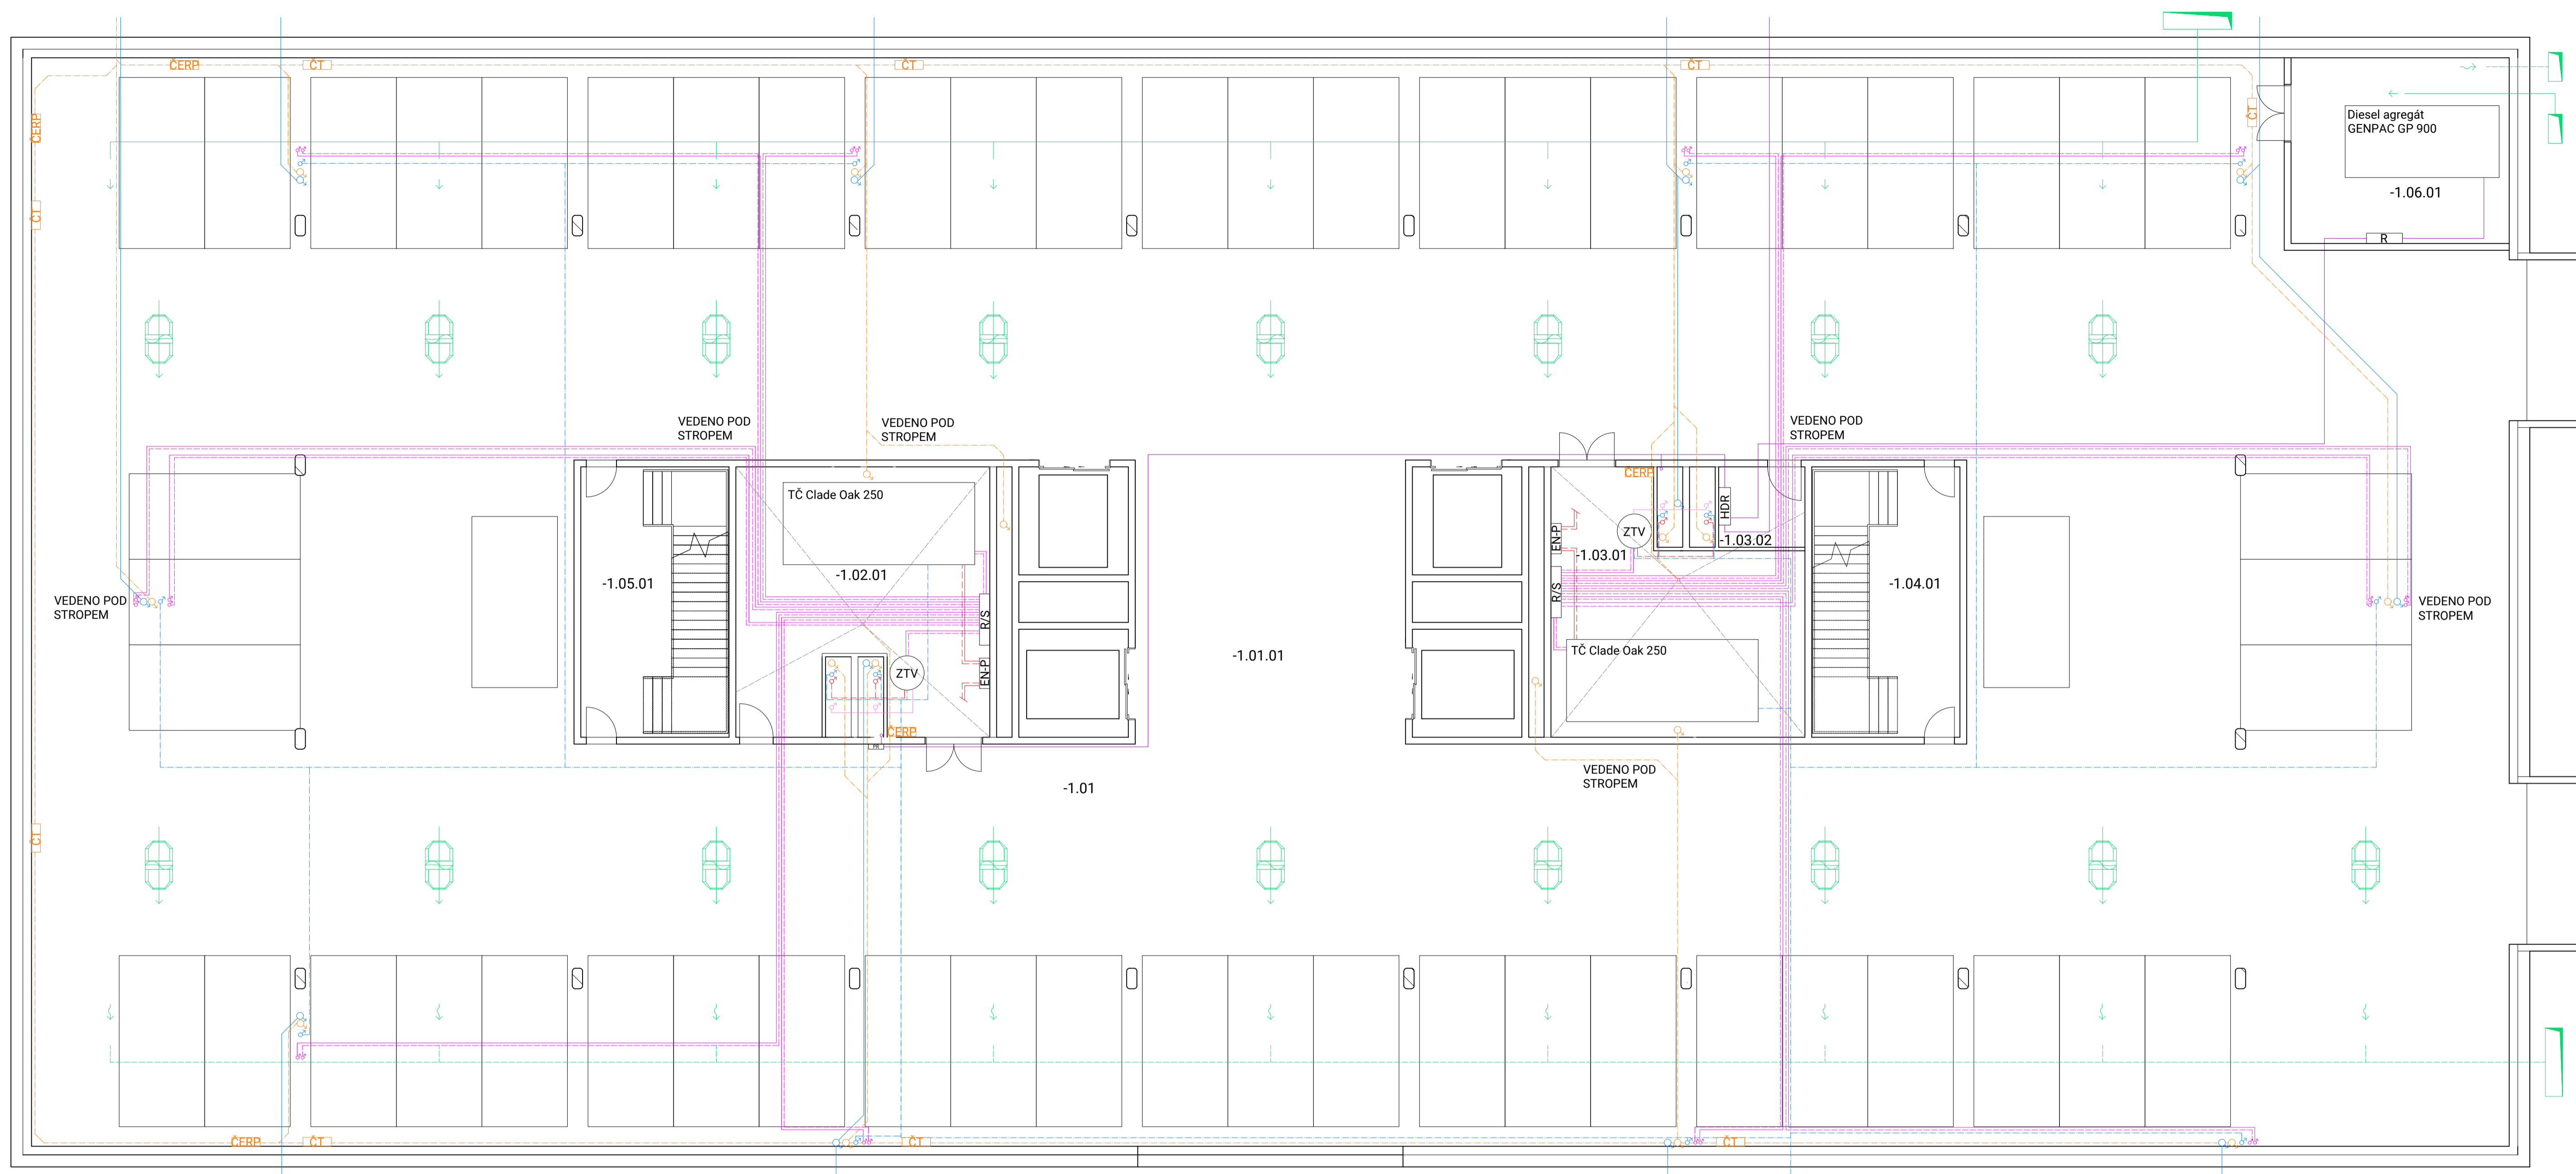 ČERP
ČT
ČT
ČT
ČERP
ČT
ČT
Diesel agregát
GENPAC GP 900
-1.06.01
R
VEDENO POD
STROPEM
VEDENO POD
STROPEM
VEDENO POD
STROPEM
TČ Clade Oak 250
-1.05.01
-1.02.01
R/S
EN-P
ZTV
ČERP
PR
VEDENO POD
STROPEM
-1.01.01
-1.01
ČERP
HDR
ZTV
EN-P
-1.03.01
-1.03.02
R/S
-1.04.01
TČ Clade Oak 250
VEDENO POD
STROPEM
VEDENO POD
STROPEM
ČT
ČERP
ČT
ČT
ČT